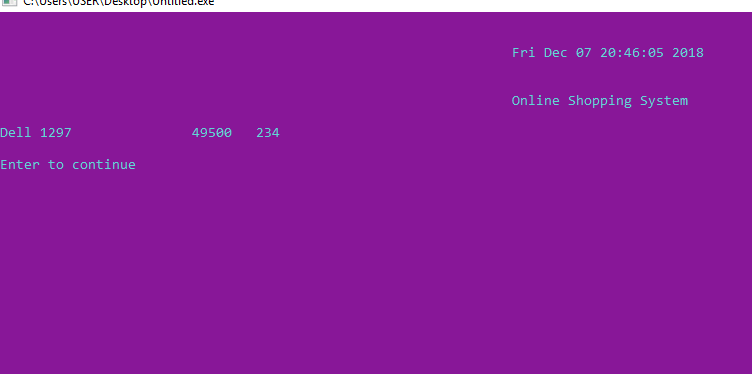 C:\Users\USER\Desktop\Untitled.exe
Fri Dec 07 20:46:05 2018
Online Shopping System
Dell 1297 49500 234
Enter to continue